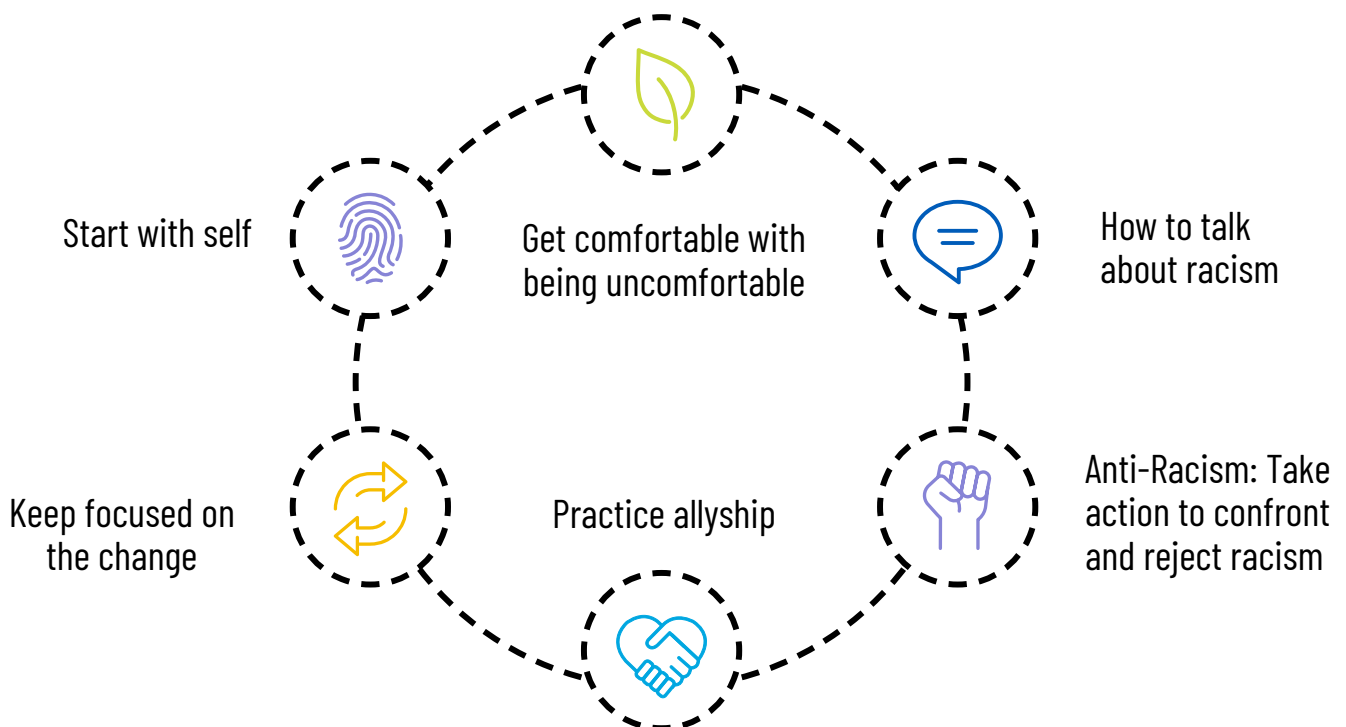 Start with self
Get comfortable with
being uncomfortable
How to talk
about racism
Anti-Racism: Take
action to confront
and reject racism
Practice allyship
Keep focused on
the change